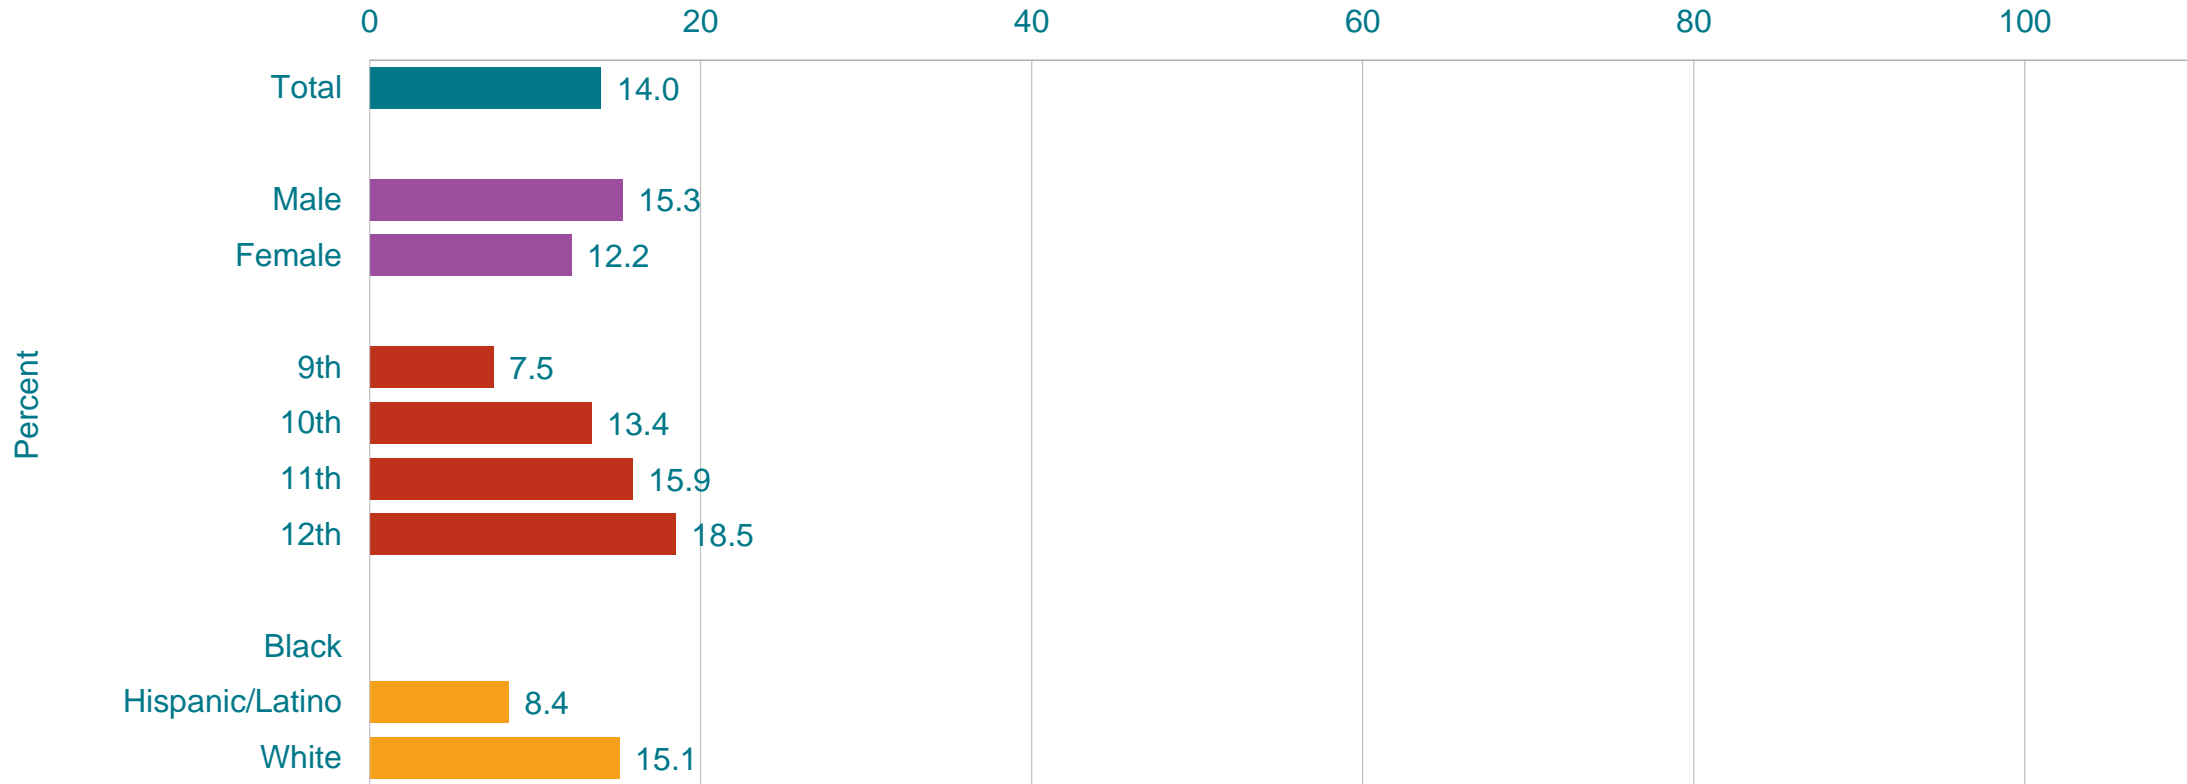 0 20 40 60 80 100
Total 14.0
Male 15.3
Female 12.2
Percent
9th 7.5
10th 13.4
11th 15.9
12th 18.5
Black
Hispanic/Latino 8.4
White 15.1